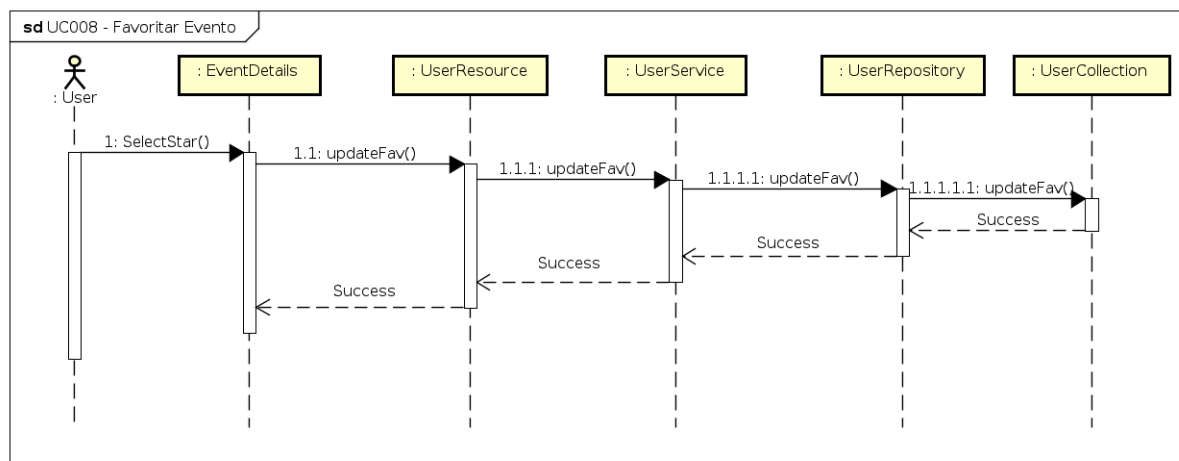 sd UC008 - Favoritar Evento
: User
: EventDetails
: UserResource
: UserService
: UserRepository
: UserCollection
1: SelectStar()
1.1: updateFav()
1.1.1: updateFav()
1.1.1.1: updateFav()
1.1.1.1.1: updateFav()
Success
Success
Success
Success